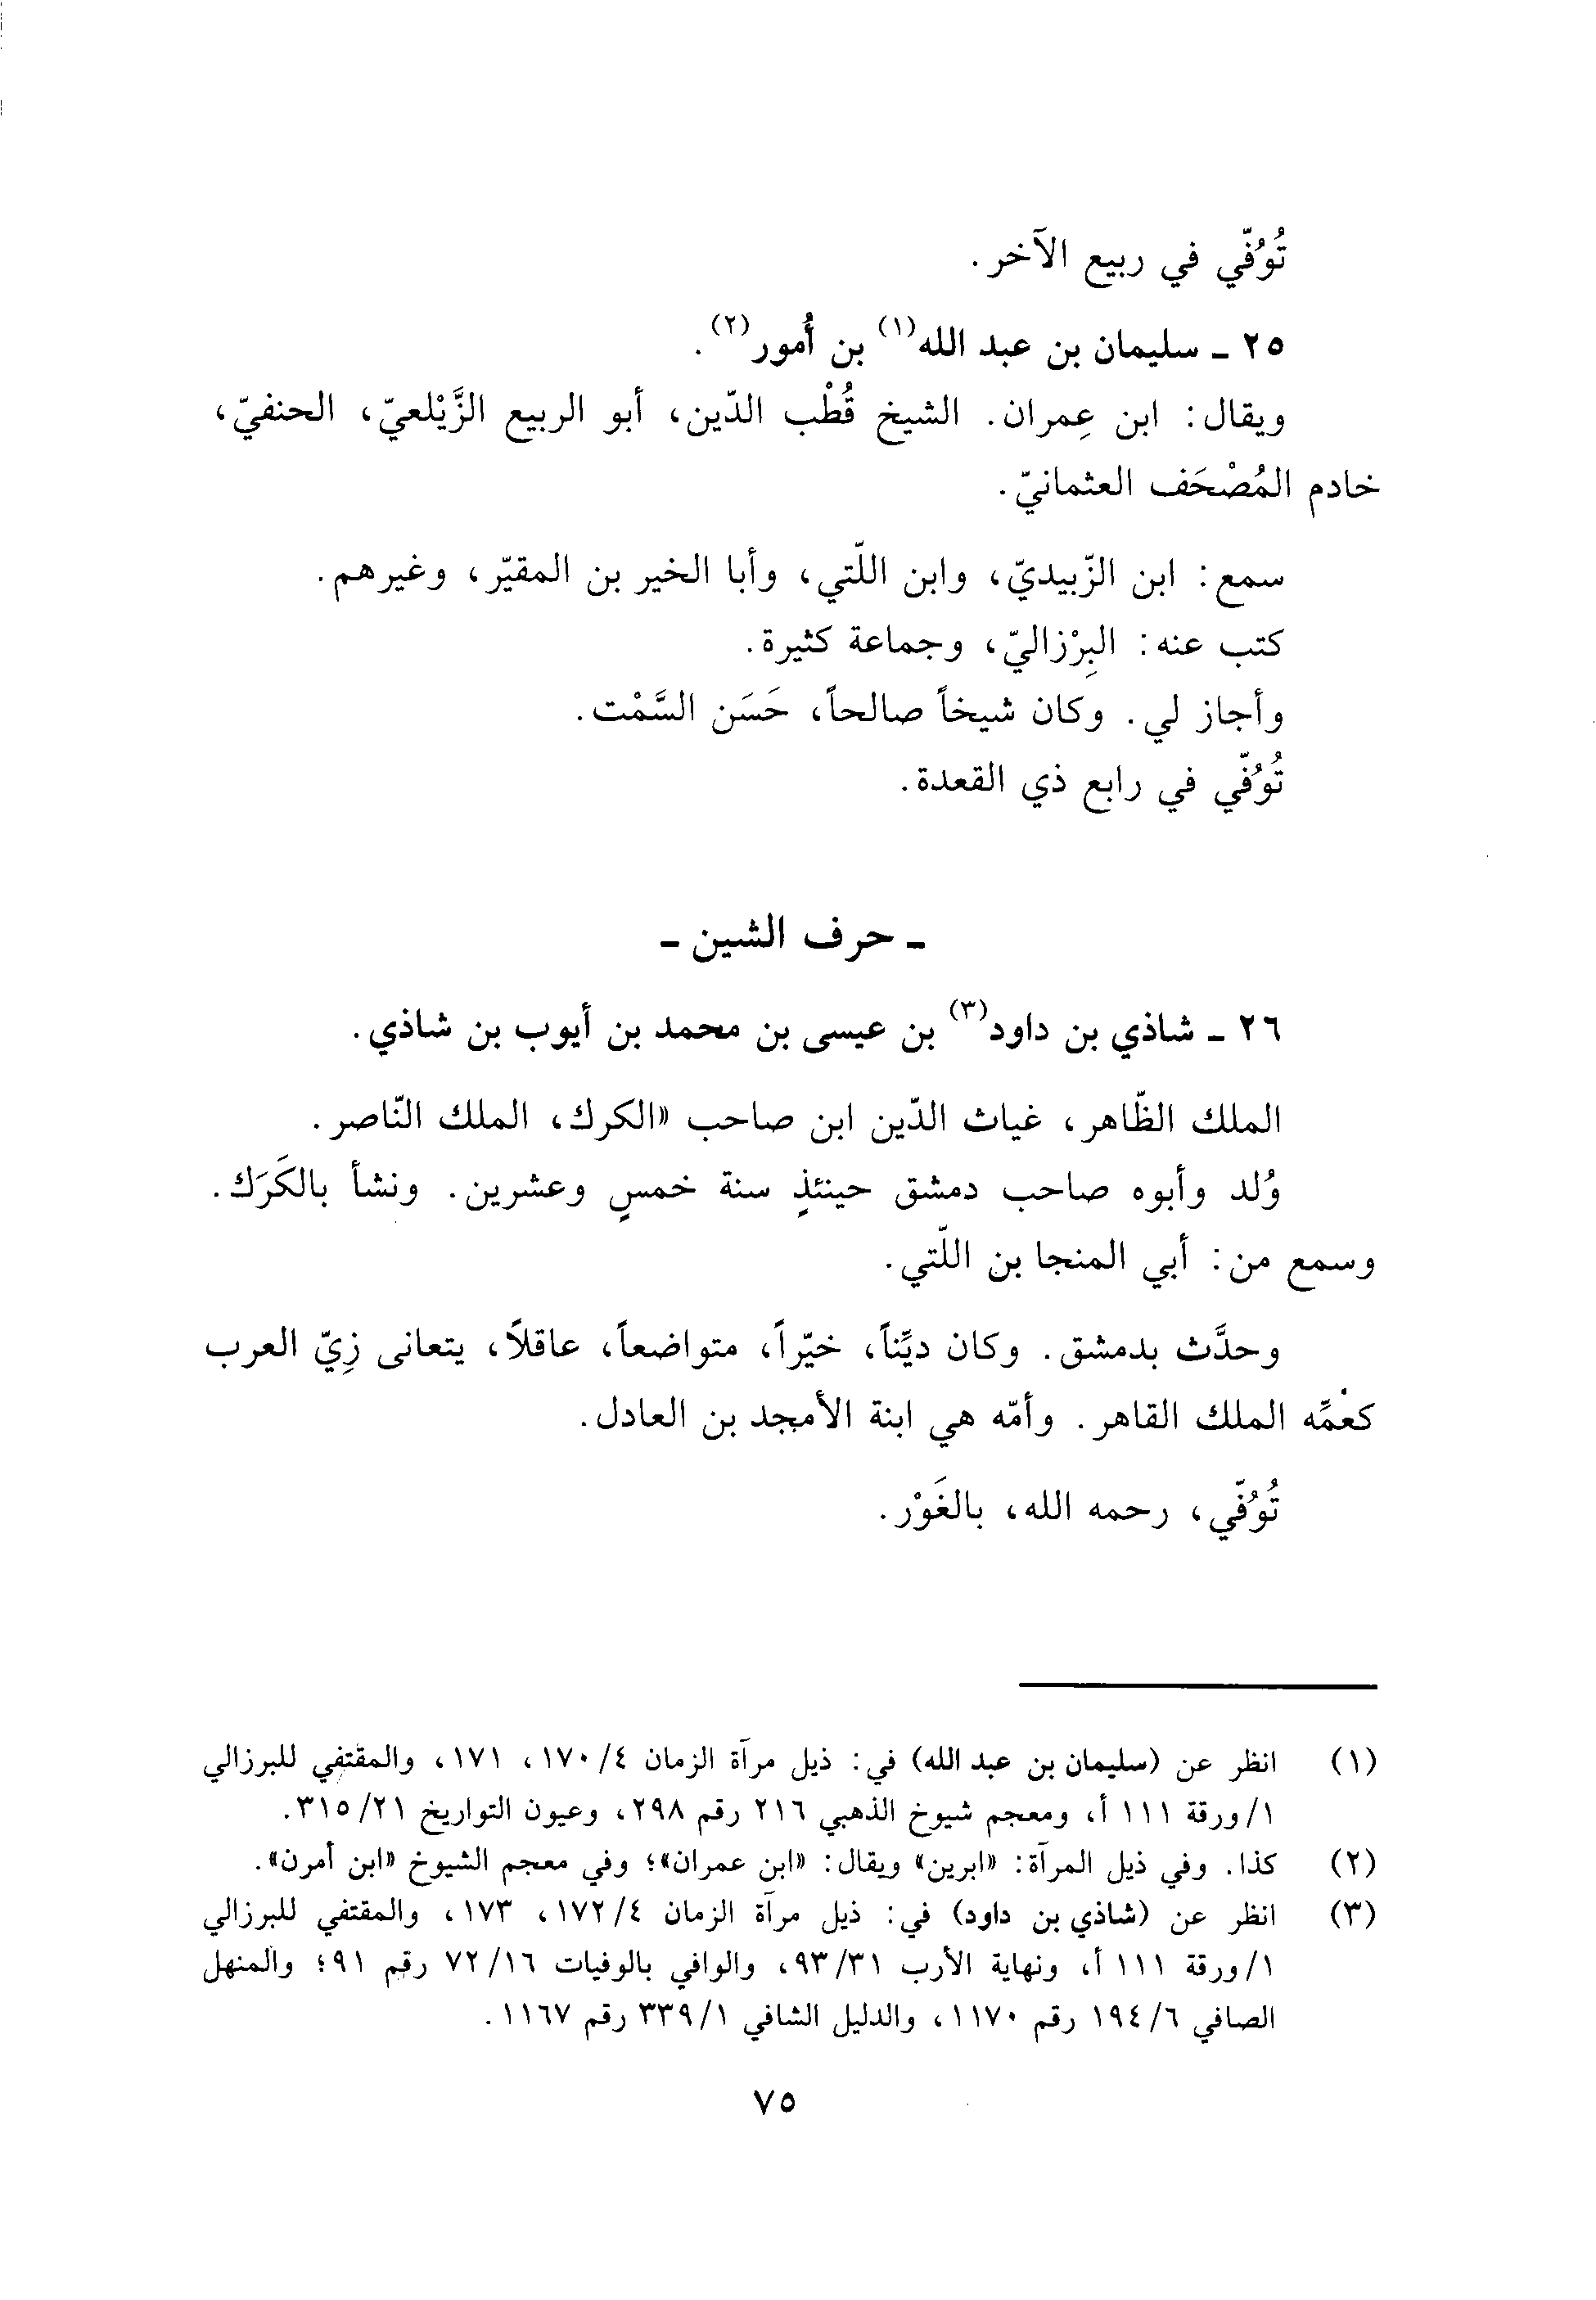 تُوُفّي في ربيع الآخر.
٢٥ ـ سليمان بن عبد الله(١) بن أُمور(٢).
ويقال: ابن عِمران. الشيخ قُطْب الدّين، أبو الربيع الزَّيْلعيّ، الحنفيّ،
خادم المُصْحَف العثمانيّ.
سمع: ابن الزّبيديّ، وابن اللّتي، وأبا الخير بن المقيّر، وغيرهم.
كتب عنه: البِرْزاليّ، وجماعة كثيرة.
وأجاز لي. وكان شيخاً صالحاً، حَسَن السَّمْت.
تُوُفّي في رابع ذي القعدة.
ـ حرف الشين ـ
٢٦ ـ شاذي بن داود(٣) بن عيسى بن محمد بن أيوب بن شاذي.
الملك الظّاهر، غياث الدّين ابن صاحب «الكرك، الملك النّاصر.
وُلد وأبوه صاحب دمشق حينئذٍ سنة خمسٍ وعشرين. ونشأ بالكَرَك.
وسمع من: أبي المنجا بن اللّتي.
وحدَّث بدمشق. وكان ديِّناً، خيّراً، متواضعاً، عاقلاً، يتعانى زِيّ العرب
كعمِّه الملك القاهر. وأمّه هي ابنة الأمجد بن العادل.
تُوُفّي، رحمه الله، بالغَوْر.
(١) انظر عن (سليمان بن عبد الله) في: ذيل مرآة الزمان ٤/ ١٧٠، ١٧١، والمقتفي للبرزالي
١/ ورقة ١١١ أ، ومعجم شيوخ الذهبي ٢١٦ رقم ٢٩٨، وعيون التواريخ ٢١/ ٣١٥.
(٢) كذا. وفي ذيل المرآة: «ابرين» ويقال: «ابن عمران»؛ وفي معجم الشيوخ «ابن أمرن».
(٣) انظر عن (شاذي بن داود) في: ذيل مرآة الزمان ٤/ ١٧٢، ١٧٣، والمقتفي للبرزالي
١/ ورقة ١١١ أ، ونهاية الأرب ٣١/ ٩٣، والوافي بالوفيات ١٦/ ٧٢ رقم ٩١؛ والمنهل
الصافي ٦/ ١٩٤ رقم ١١٧٠، والدليل الشافي ١/ ٣٣٩ رقم ١١٦٧.
٧٥